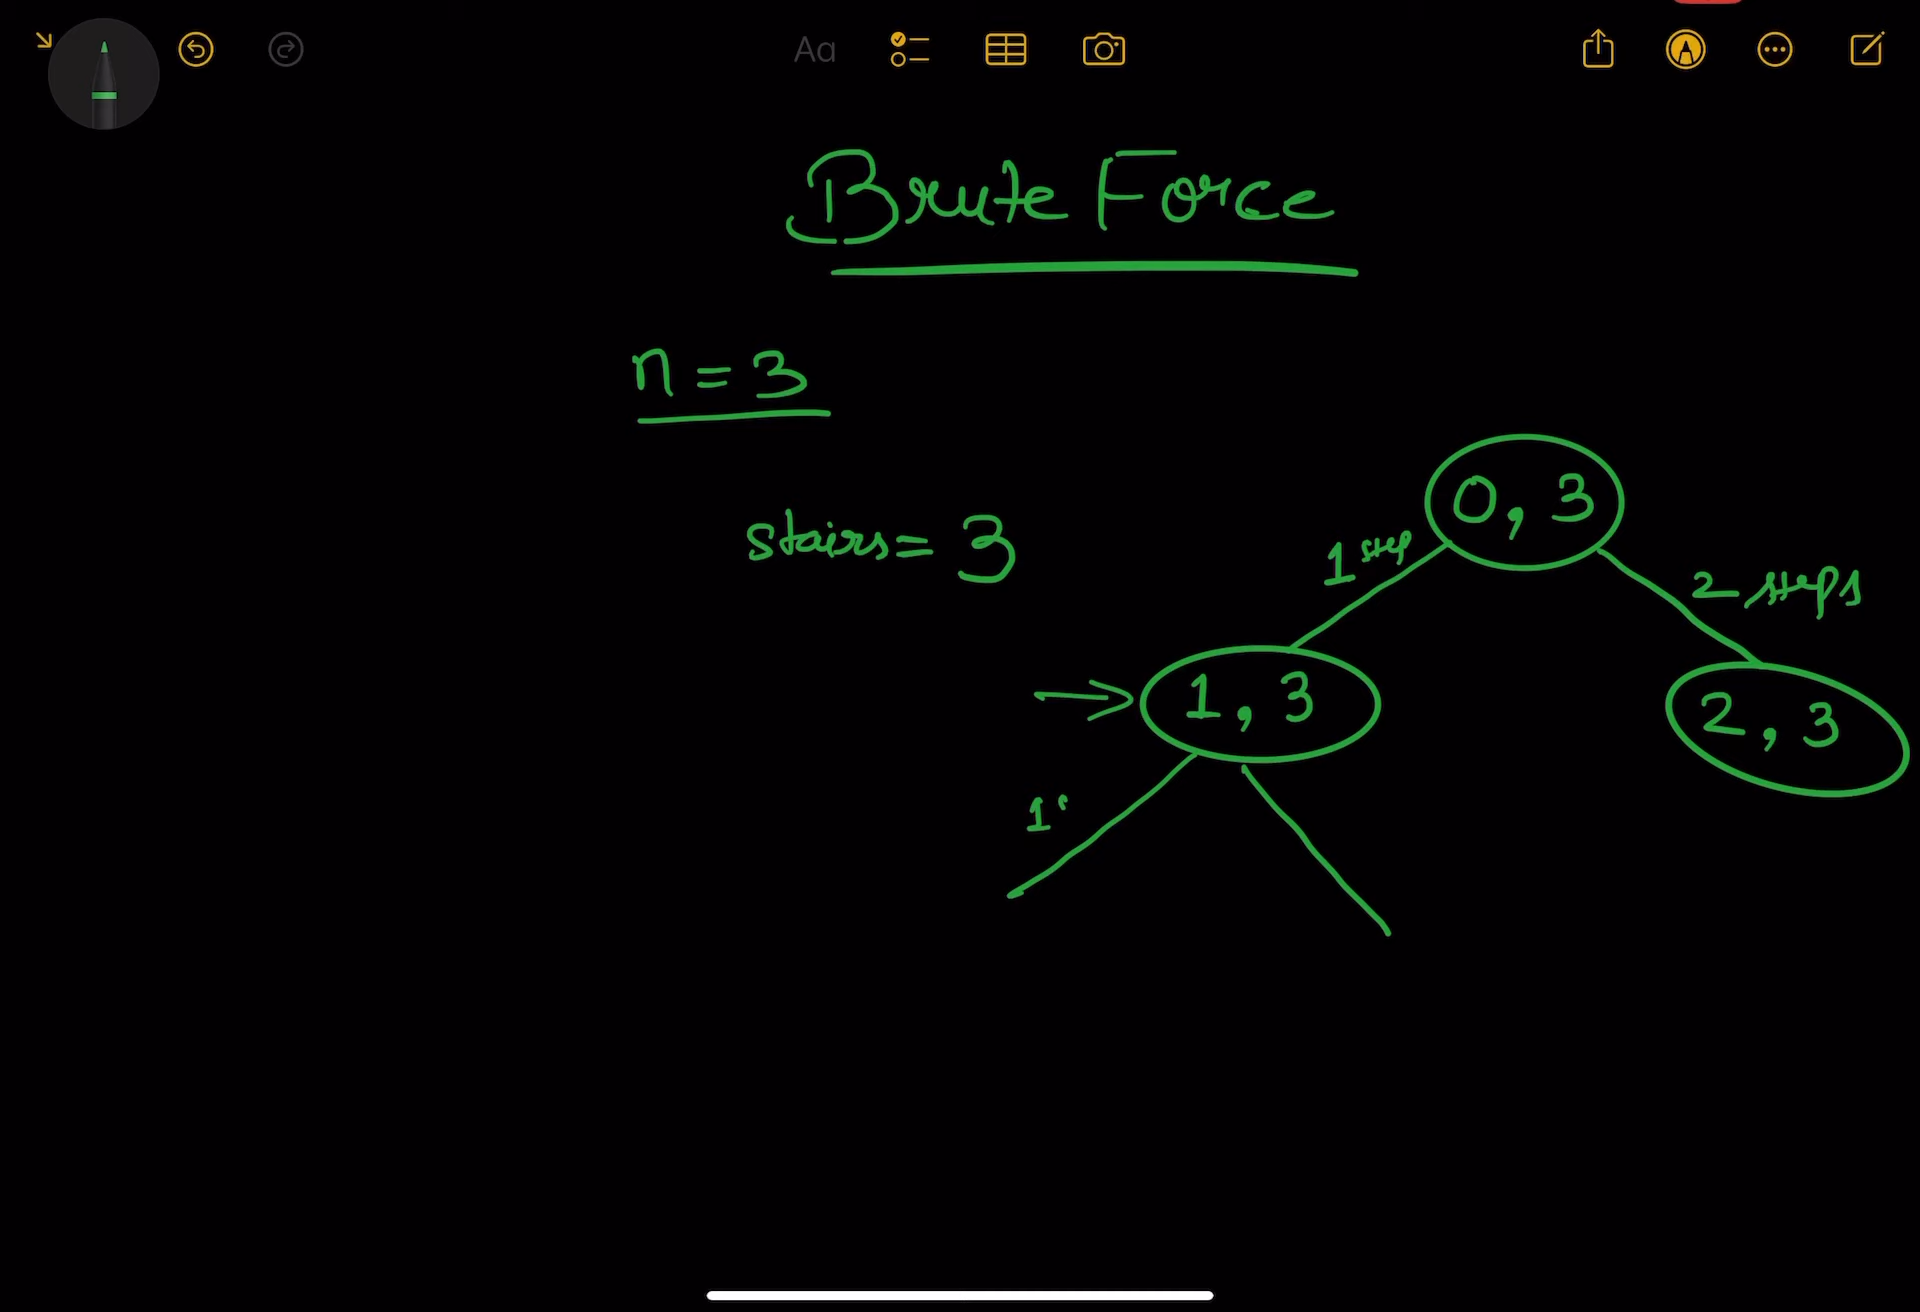 Aa
Brute Force
n = 3
0, 3
stairs = 3
1 step
2 steps
1, 3
2, 3
1